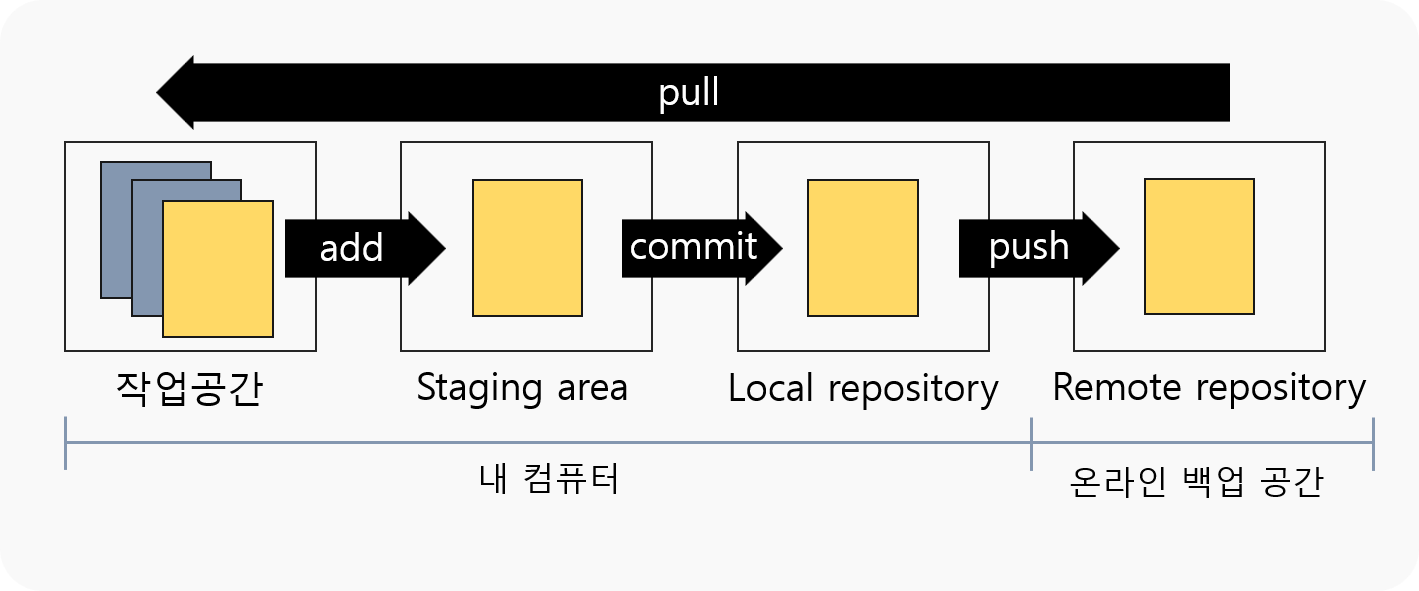 pull
add
commit
push
작업공간
Staging area
Local repository
Remote repository
내 컴퓨터
온라인 백업 공간